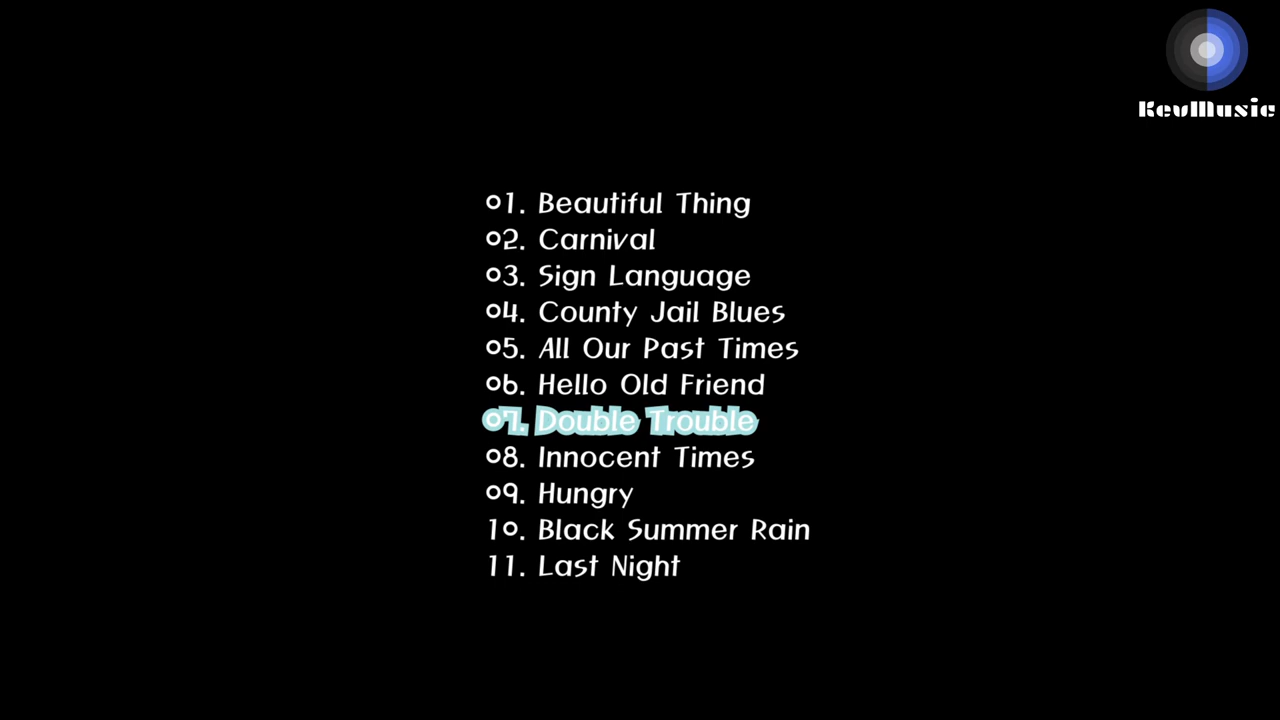 KevMusic
01. Beautiful Thing
02. Carnival
03. Sign Language
04. County Jail Blues
05. All Our Past Times
06. Hello Old Friend
07. Double Trouble
08. Innocent Times
09. Hungry
10. Black Summer Rain
11. Last Night